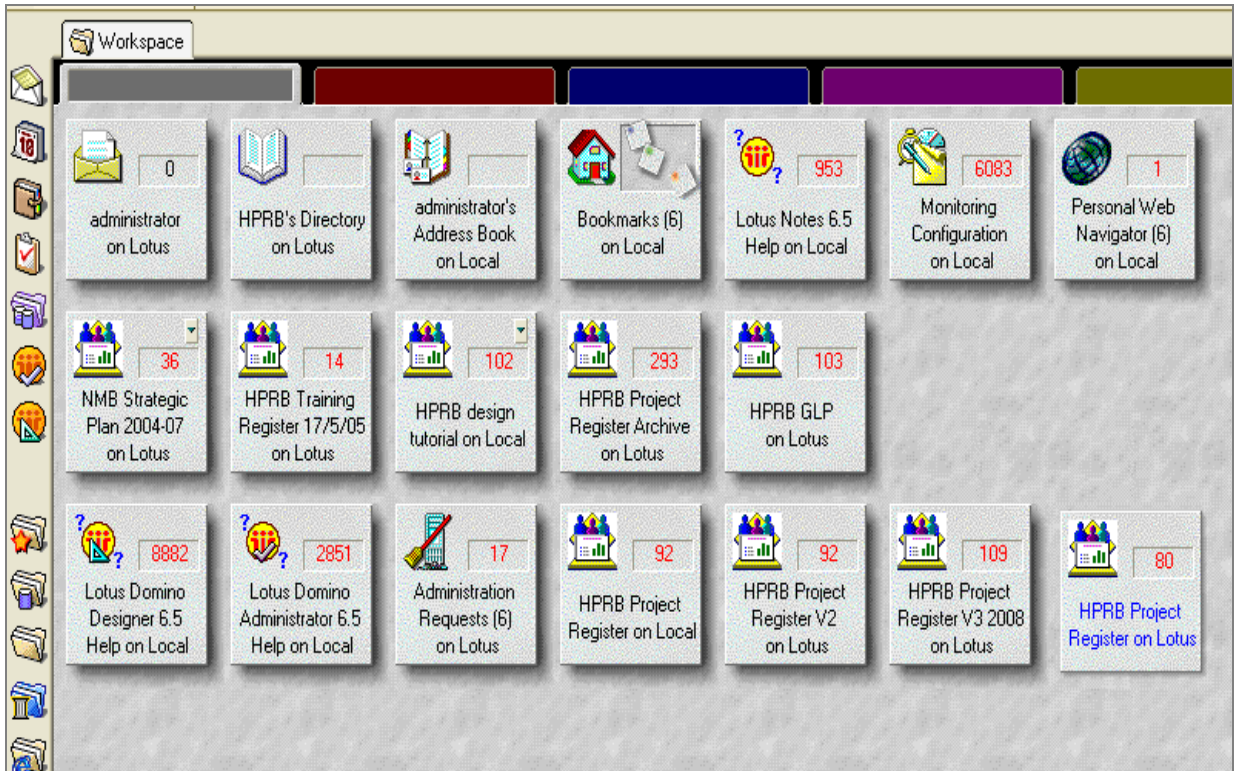 Workspace
0
administrator
on Lotus
HPRB's Directory
on Lotus
administrator's
Address Book
on Local
Bookmarks (6)
on Local
953
Lotus Notes 6.5
Help on Local
6083
Monitoring
Configuration
on Local
1
Personal Web
Navigator (6)
on Local
36
NMB Strategic
Plan 2004-07
on Lotus
14
HPRB Training
Register 17/5/05
on Lotus
102
HPRB design
tutorial on Local
293
HPRB Project
Register Archive
on Lotus
103
HPRB GLP
on Lotus
8882
Lotus Domino
Designer 6.5
Help on Local
2851
Lotus Domino
Administrator 6.5
Help on Local
17
Administration
Requests (6)
on Lotus
92
HPRB Project
Register on Local
92
HPRB Project
Register V2
on Lotus
109
HPRB Project
Register V3 2008
on Lotus
80
HPRB Project
Register on Lotus